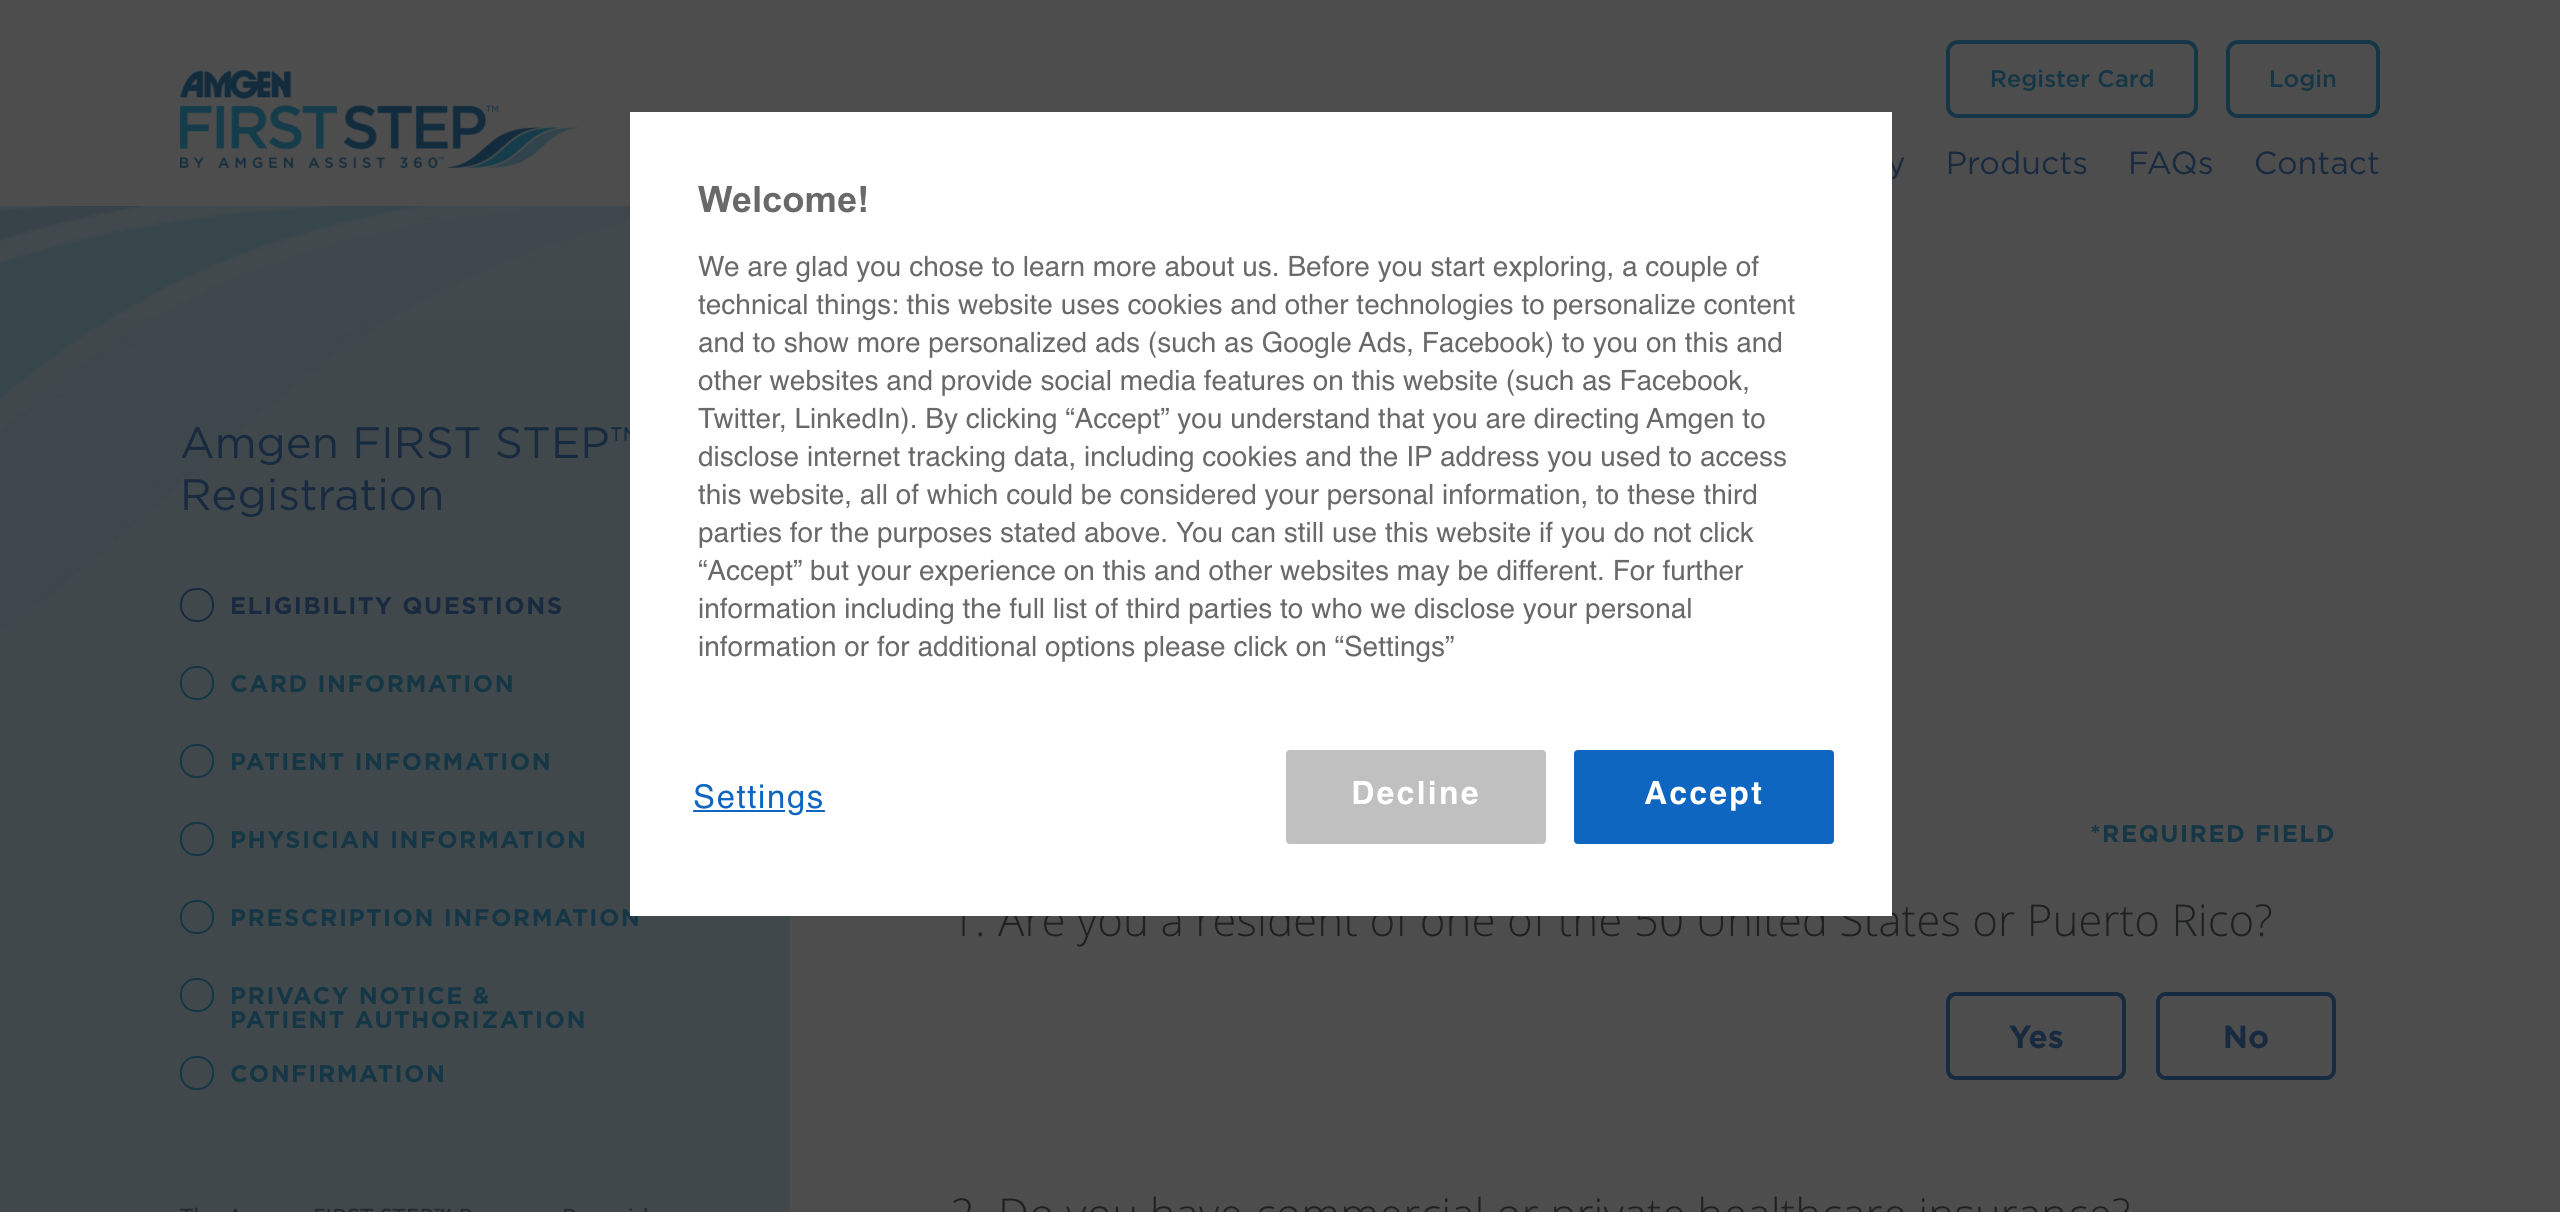 AMGEN
FIRST STEP™
BY AMGEN ASSIST 360™
Register Card
Login
Products
FAQs
Contact
Amgen FIRST STEP™
Registration
ELIGIBILITY QUESTIONS
CARD INFORMATION
PATIENT INFORMATION
PHYSICIAN INFORMATION
PRESCRIPTION INFORMATION
PRIVACY NOTICE &
PATIENT AUTHORIZATION
CONFIRMATION
Welcome!
We are glad you chose to learn more about us. Before you start exploring, a couple of
technical things: this website uses cookies and other technologies to personalize content
and to show more personalized ads (such as Google Ads, Facebook) to you on this and
other websites and provide social media features on this website (such as Facebook,
Twitter, LinkedIn). By clicking “Accept” you understand that you are directing Amgen to
disclose internet tracking data, including cookies and the IP address you used to access
this website, all of which could be considered your personal information, to these third
parties for the purposes stated above. You can still use this website if you do not click
“Accept” but your experience on this and other websites may be different. For further
information including the full list of third parties to who we disclose your personal
information or for additional options please click on “Settings”
Settings
Decline
Accept
*REQUIRED FIELD
1. Are you a resident of one of the 50 United States or Puerto Rico?
Yes
No
2. Do you have commercial or private healthcare insurance?